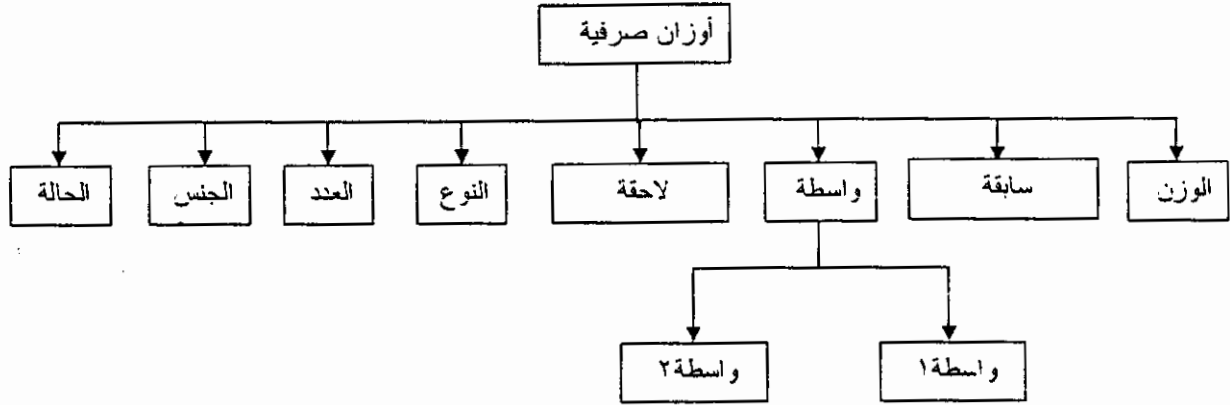 أوزان صرفية
الوزن
سابقة
واسطة
لاحقة
النوع
العدد
الجنس
الحالة
واسطة١
واسطة٢